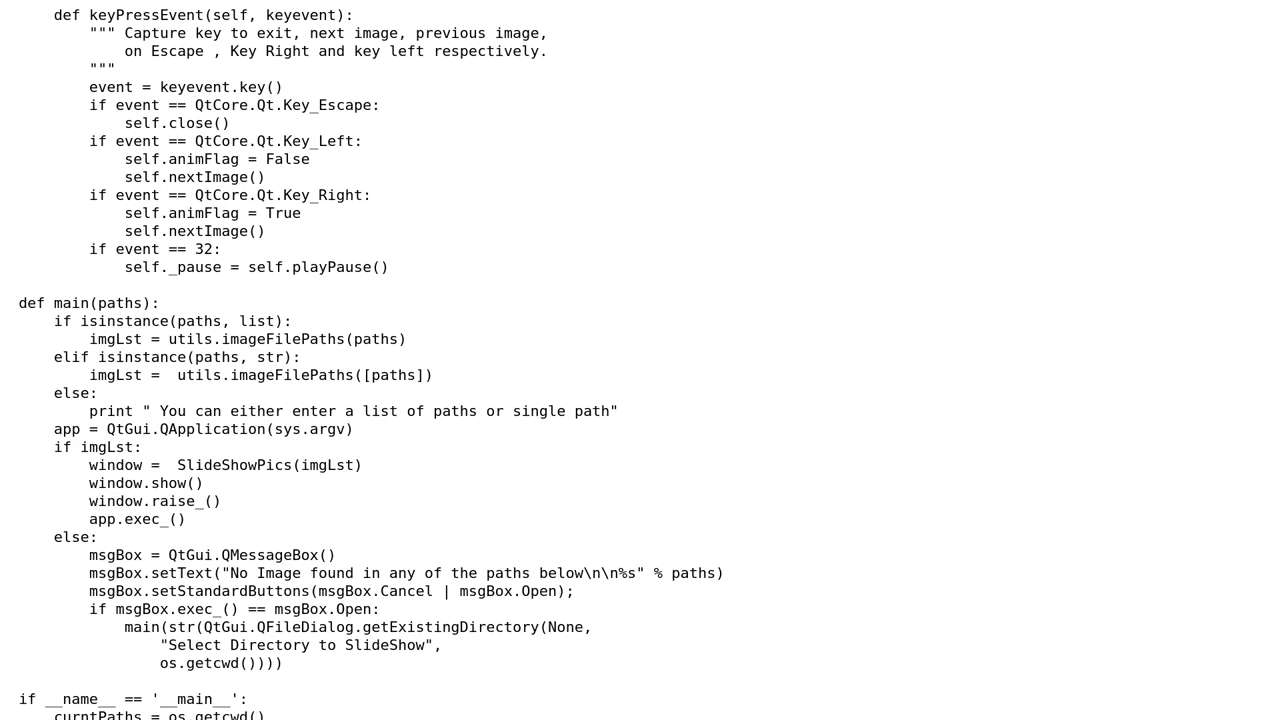 def keyPressEvent(self, keyevent):
        """ Capture key to exit, next image, previous image,
            on Escape , Key Right and key left respectively.
        """
        event = keyevent.key()
        if event == QtCore.Qt.Key_Escape:
            self.close()
        if event == QtCore.Qt.Key_Left:
            self.animFlag = False
            self.nextImage()
        if event == QtCore.Qt.Key_Right:
            self.animFlag = True
            self.nextImage()
        if event == 32:
            self._pause = self.playPause()

def main(paths):
    if isinstance(paths, list):
        imgLst = utils.imageFilePaths(paths)
    elif isinstance(paths, str):
        imgLst =  utils.imageFilePaths([paths])
    else:
        print " You can either enter a list of paths or single path"
    app = QtGui.QApplication(sys.argv)
    if imgLst:
        window =  SlideShowPics(imgLst)
        window.show()
        window.raise_()
        app.exec_()
    else:
        msgBox = QtGui.QMessageBox()
        msgBox.setText("No Image found in any of the paths below\n\n%s" % paths)
        msgBox.setStandardButtons(msgBox.Cancel | msgBox.Open);
        if msgBox.exec_() == msgBox.Open:
            main(str(QtGui.QFileDialog.getExistingDirectory(None,
                "Select Directory to SlideShow",
                os.getcwd())))

if __name__ == '__main__':
    curntPaths = os.getcwd()